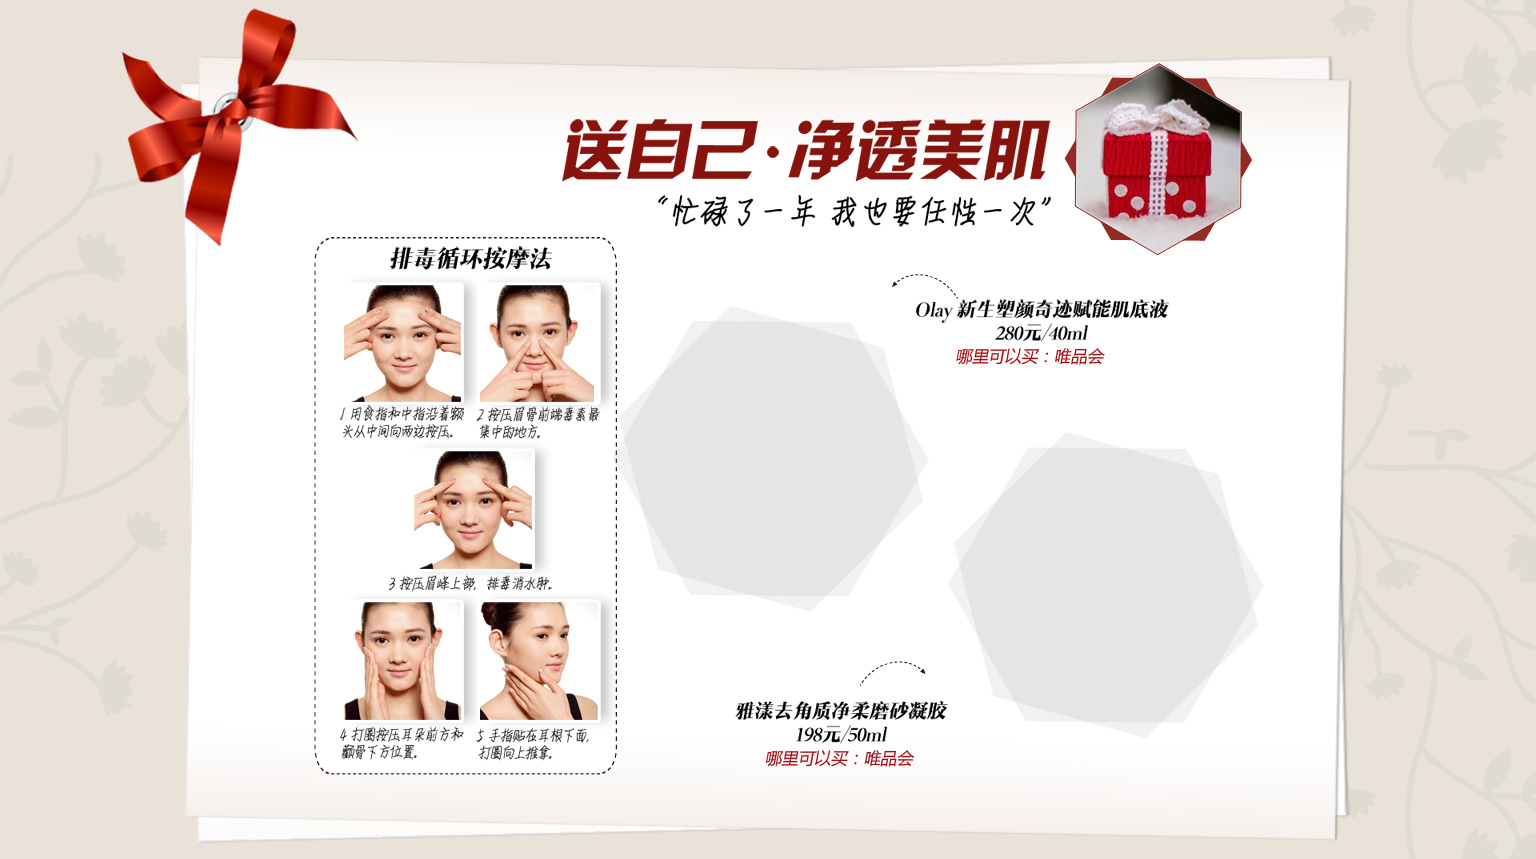 送自己·净透美肌
“忙碌了一年 我也要任性一次”
排毒循环按摩法
1 用食指和中指沿着额
头从中间向两边按压。
2 按压眉骨前端毒素最
集中的地方。
3 按压眉峰上部，排毒消水肿。
4 打圈按压耳朵前方和
颧骨下方位置。
5 手指贴在耳根下面，
打圈向上推拿。
Olay 新生塑颜奇迹赋能肌底液
280元/40ml
哪里可以买：唯品会
雅漾去角质净柔磨砂凝胶
198元/50ml
哪里可以买：唯品会